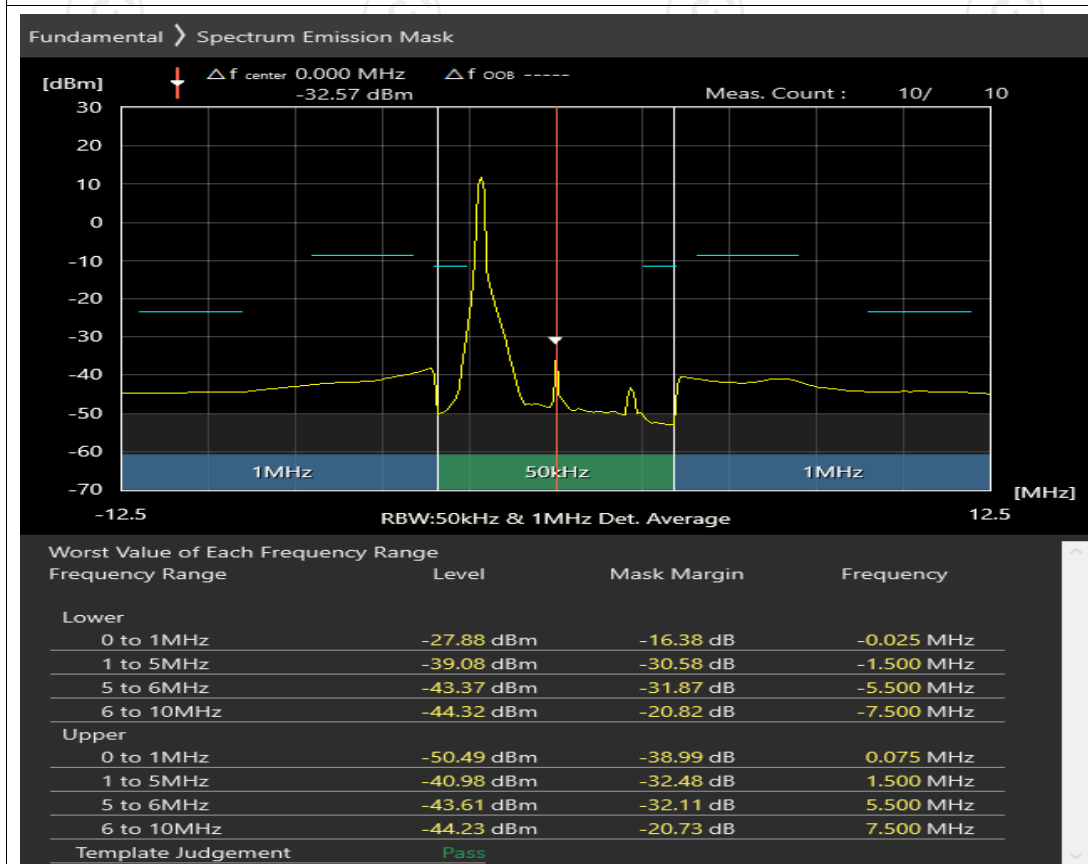 Fundamental ❯ Spectrum Emission Mask
△ f center 0.000 MHz △ f OOB -----
[dBm]
-32.57 dBm Meas. Count : 10/ 10
30
20
10
0
-10
-20
-30
-40
-50
-60
-70
1MHz 50kHz 1MHz
[MHz]
-12.5 RBW:50kHz & 1MHz Det. Average 12.5
Worst Value of Each Frequency Range
Frequency Range Level Mask Margin Frequency
Lower
0 to 1MHz -27.88 dBm -16.38 dB -0.025 MHz
1 to 5MHz -39.08 dBm -30.58 dB -1.500 MHz
5 to 6MHz -43.37 dBm -31.87 dB -5.500 MHz
6 to 10MHz -44.32 dBm -20.82 dB -7.500 MHz
Upper
0 to 1MHz -50.49 dBm -38.99 dB 0.075 MHz
1 to 5MHz -40.98 dBm -32.48 dB 1.500 MHz
5 to 6MHz -43.61 dBm -32.11 dB 5.500 MHz
6 to 10MHz -44.23 dBm -20.73 dB 7.500 MHz
Template Judgement Pass